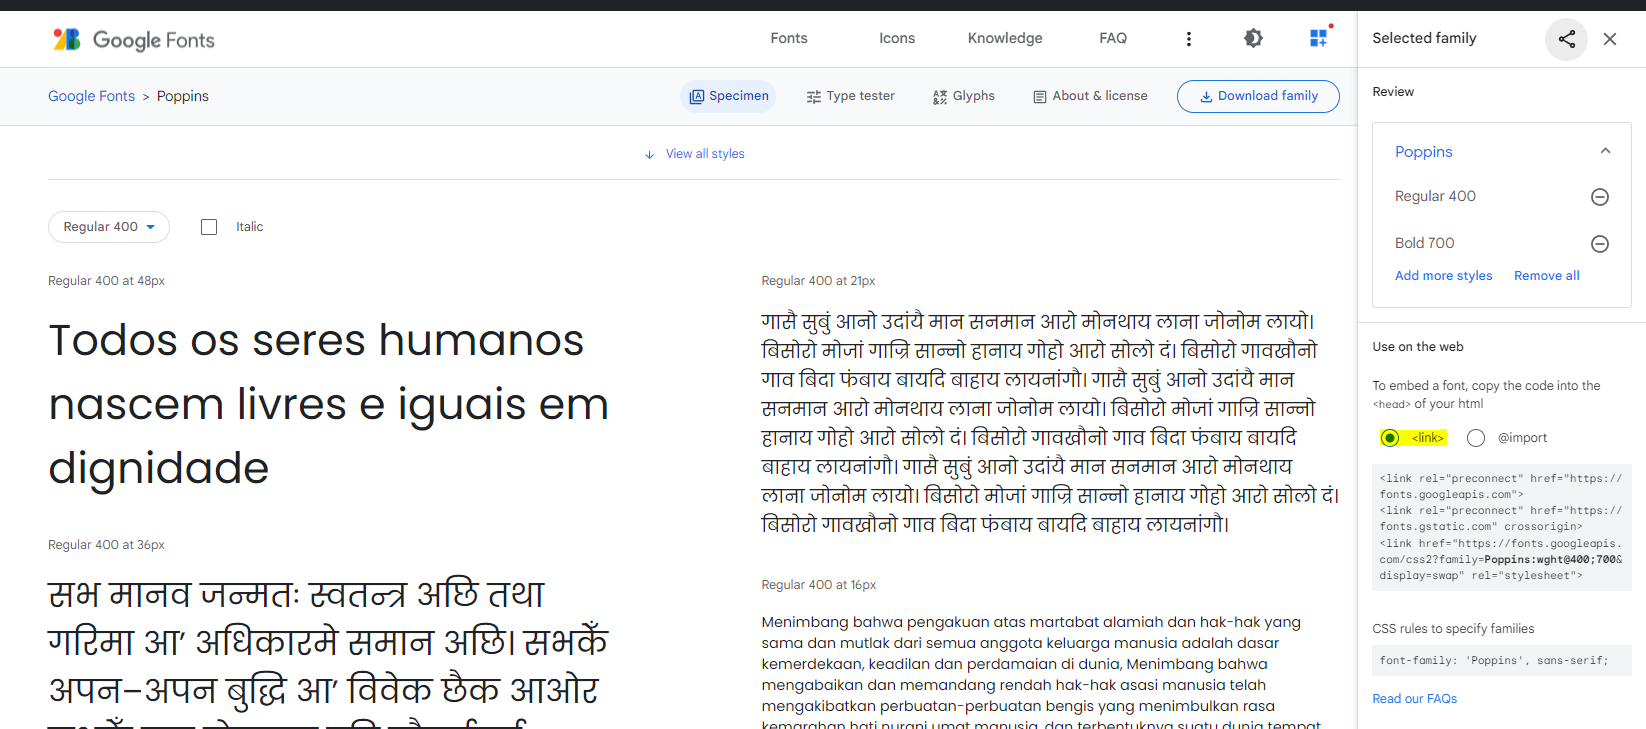 Google Fonts
Fonts
Icons
Knowledge
FAQ
Google Fonts > Poppins
Specimen
Type tester
Glyphs
About & license
Download family
View all styles
Regular 400
Italic
Regular 400 at 48px
Todos os seres humanos
nascem livres e iguais em
dignidade
Regular 400 at 36px
सभ मानव जन्मतः स्वतन्त्र अछि तथा
गरिमा आ’ अधिकारमे समान अछि। सभकेँ
अपन–अपन बुद्धि आ’ विवेक छैक आओर
Regular 400 at 21px
गासै सुबुं आनो उदांयै मान सनमान आरो मोनथाय लाना जोनोम लायो।
बिसोरो मोजां गाज्रि सान्नो हानाय गोहो आरो सोलो दं। बिसोरो गावखौनो
गाव बिदा फंबाय बायदि बाहाय लायनांगौ। गासै सुबुं आनो उदांयै मान
सनमान आरो मोनथाय लाना जोनोम लायो। बिसोरो मोजां गाज्रि सान्नो
हानाय गोहो आरो सोलो दं। बिसोरो गावखौनो गाव बिदा फंबाय बायदि
बाहाय लायनांगौ। गासै सुबुं आनो उदांयै मान सनमान आरो मोनथाय
लाना जोनोम लायो। बिसोरो मोजां गाज्रि सान्नो हानाय गोहो आरो सोलो दं।
बिसोरो गावखौनो गाव बिदा फंबाय बायदि बाहाय लायनांगौ।
Regular 400 at 16px
Menimbang bahwa pengakuan atas martabat alamiah dan hak-hak yang
sama dan mutlak dari semua anggota keluarga manusia adalah dasar
kemerdekaan, keadilan dan perdamaian di dunia, Menimbang bahwa
mengabaikan dan memandang rendah hak-hak asasi manusia telah
mengakibatkan perbuatan-perbuatan bengis yang menimbulkan rasa
kemarahan hati nurani umat manusia, dan terbentuknya suatu dunia tempat
Selected family
Review
Poppins
Regular 400
Bold 700
Add more styles
Remove all
Use on the web
To embed a font, copy the code into the
<head> of your html
<link>
@import
<link rel="preconnect" href="https://
fonts.googleapis.com">
<link rel="preconnect" href="https://
fonts.gstatic.com" crossorigin>
<link href="https://fonts.googleapis.
com/css2?family=Poppins:wght@400;700&
display=swap" rel="stylesheet">
CSS rules to specify families
font-family: 'Poppins', sans-serif;
Read our FAQs